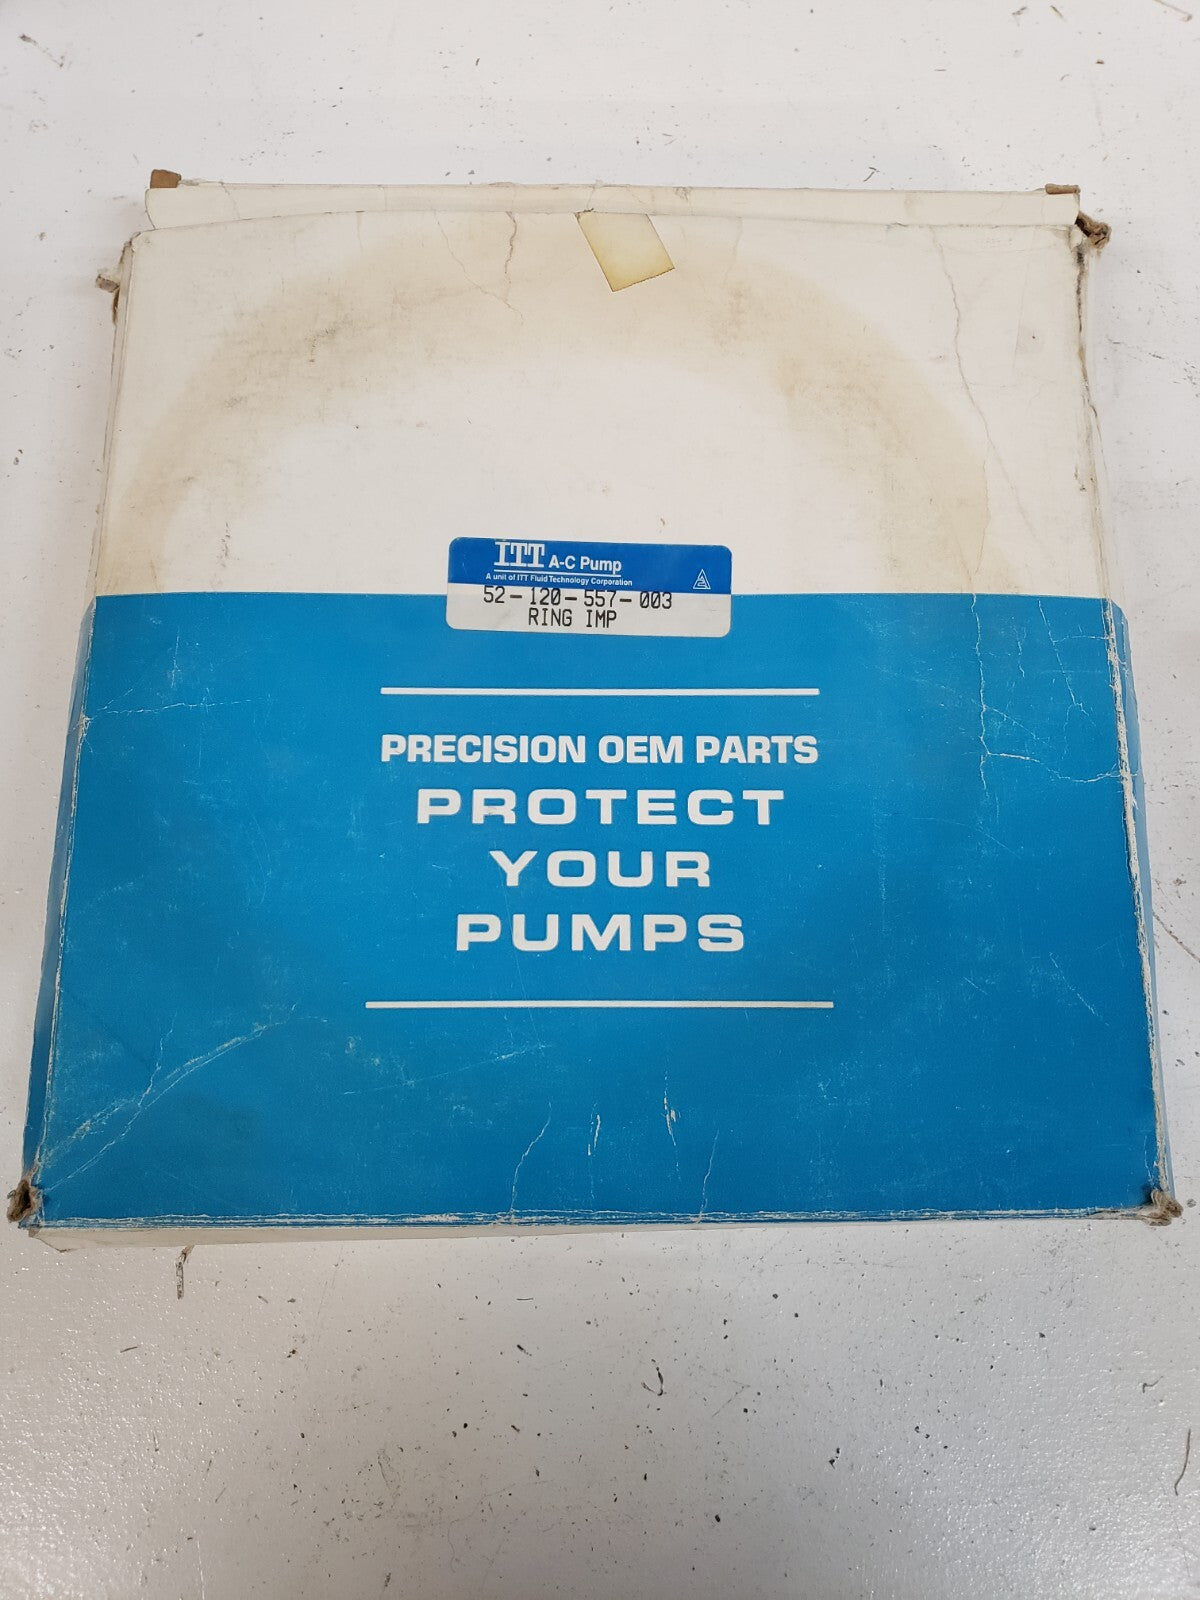 ITT A-C Pump
A unit of ITT Fluid Technology Corporation
52-120-557-003
RING IMP
PRECISION OEM PARTS
PROTECT
YOUR
PUMPS